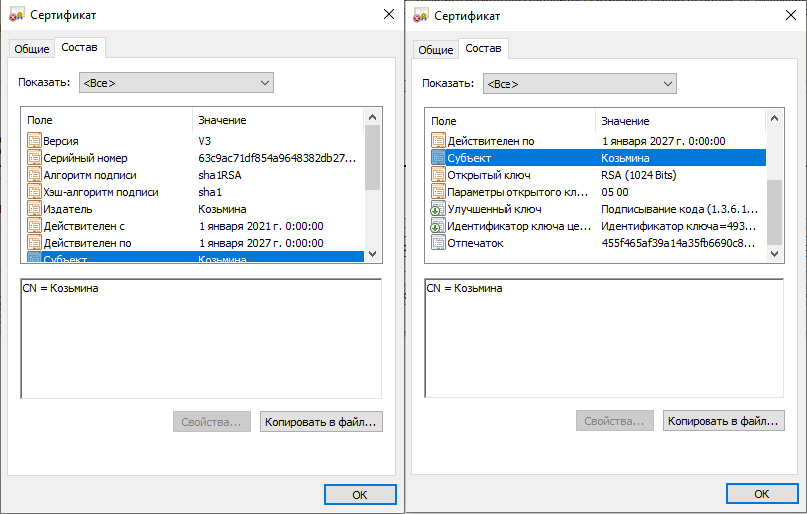 Сертификат
Общие
Состав
Показать:
<Все>
Поле Значение
Версия V3
Серийный номер 63c9ac71df854a9648382db27...
Алгоритм подписи sha1RSA
Хэш-алгоритм подписи sha1
Издатель Козьмина
Действителен с 1 января 2021 г. 0:00:00
Действителен по 1 января 2027 г. 0:00:00
Субъект Козьмина
CN = Козьмина
Свойства...
Копировать в файл...
ОК
Сертификат
Общие
Состав
Показать:
<Все>
Поле Значение
Действителен по 1 января 2027 г. 0:00:00
Субъект Козьмина
Открытый ключ RSA (1024 Bits)
Параметры открытого кл... 05 00
Улучшенный ключ Подписывание кода (1.3.6.1...
Идентификатор ключа це... Идентификатор ключа=493...
Отпечаток 455f465af39a14a35fb6690c8...
CN = Козьмина
Свойства...
Копировать в файл...
ОК